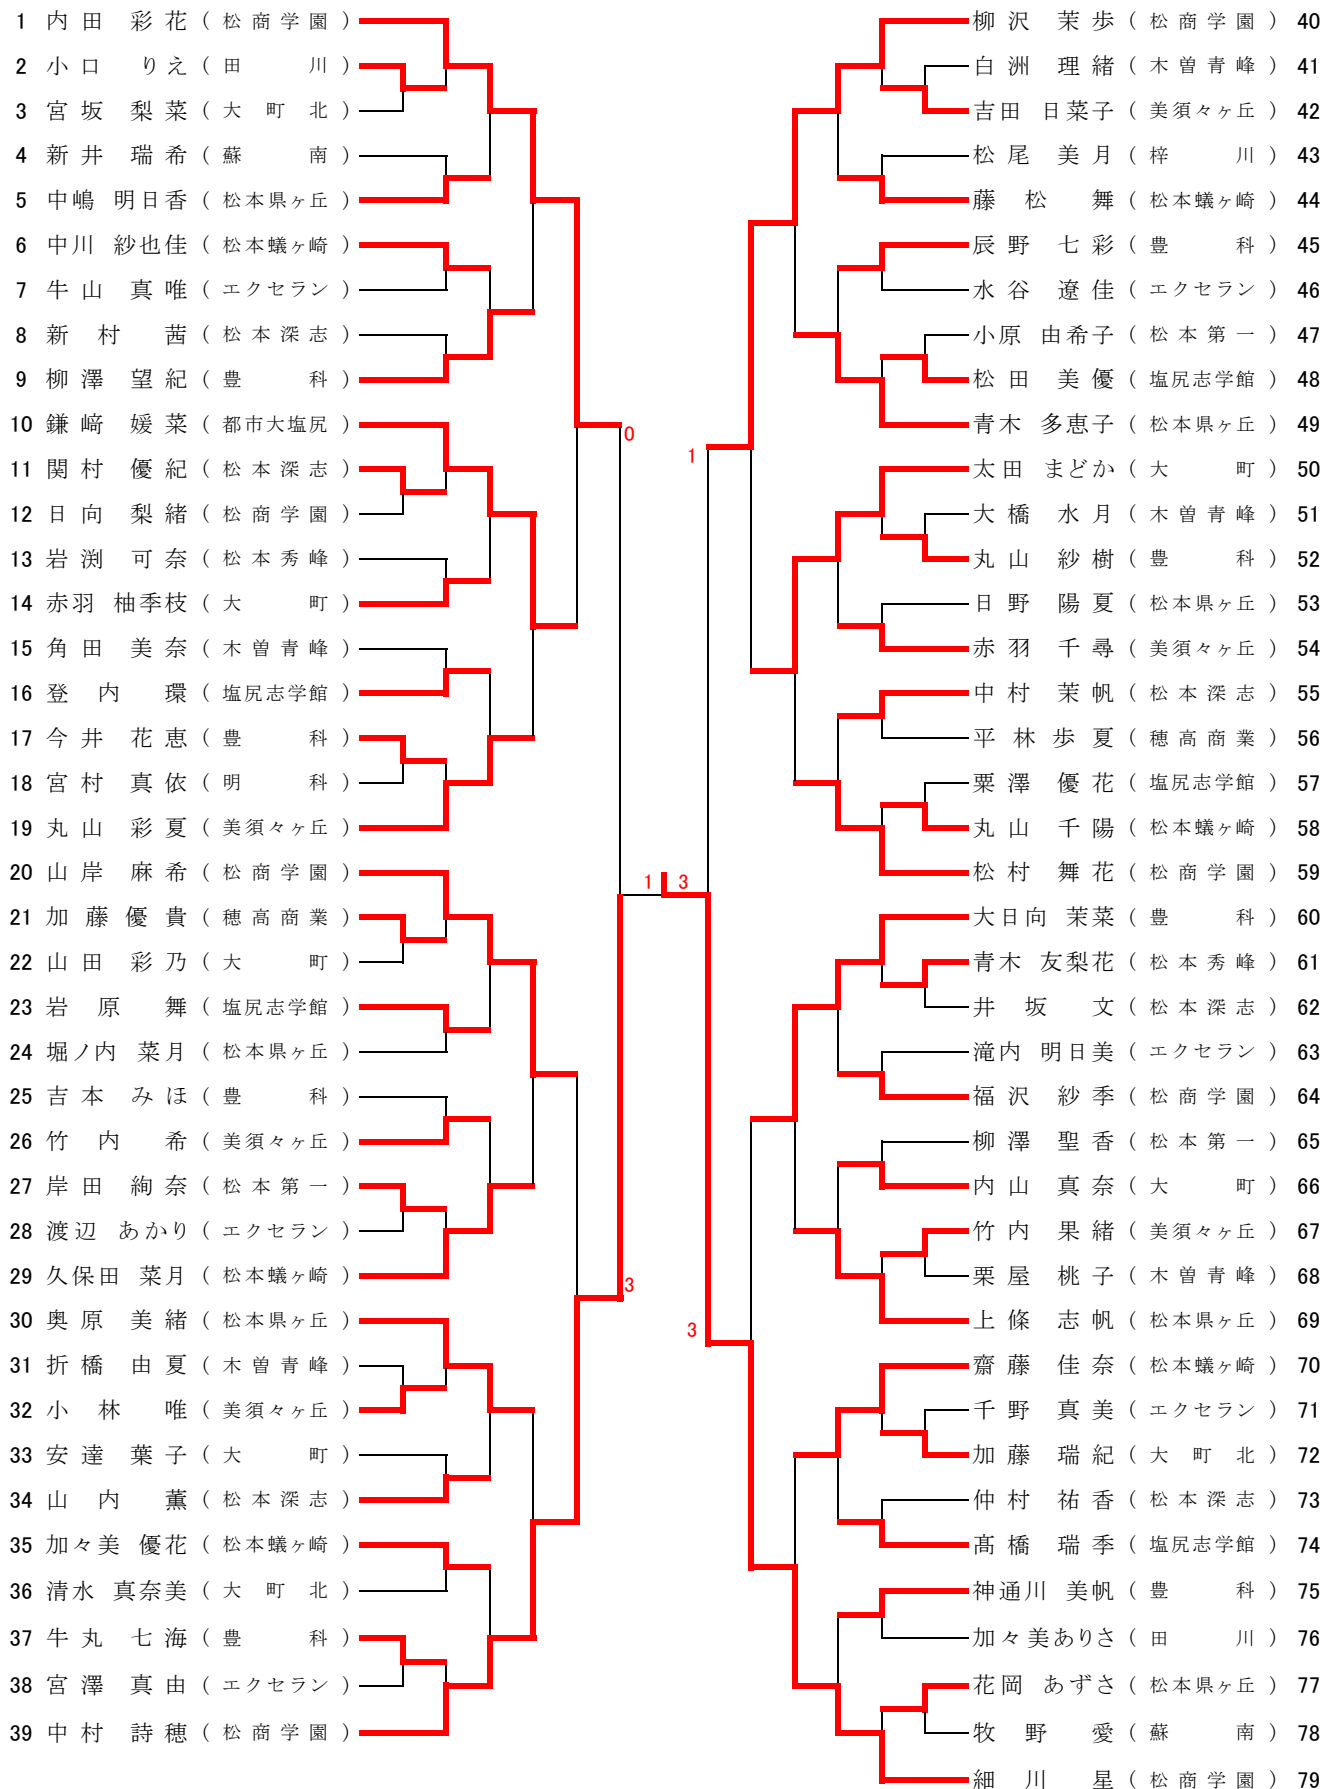 1 内田 彩花 ( 松商学園 )
2 小口 りえ ( 田川 )
3 宮坂 梨菜 ( 大町北 )
4 新井 瑞希 ( 蘇南 )
5 中嶋 明日香 ( 松本県ヶ丘 )
6 中川 紗也佳 ( 松本蟻ヶ崎 )
7 牛山 真唯 ( エクセラン )
8 新村 茜 ( 松本深志 )
9 柳澤 望紀 ( 豊科 )
10 鎌﨑 媛菜 ( 都市大塩尻 )
11 関村 優紀 ( 松本深志 )
12 日向 梨緒 ( 松商学園 )
13 岩渕 可奈 ( 松本秀峰 )
14 赤羽 柚季枝 ( 大町 )
15 角田 美奈 ( 木曽青峰 )
16 登内 環 ( 塩尻志学館 )
17 今井 花恵 ( 豊科 )
18 宮村 真依 ( 明科 )
19 丸山 彩夏 ( 美須々ヶ丘 )
20 山岸 麻希 ( 松商学園 )
21 加藤 優貴 ( 穂高商業 )
22 山田 彩乃 ( 大町 )
23 岩原 舞 ( 塩尻志学館 )
24 堀ノ内 菜月 ( 松本県ヶ丘 )
25 吉本 みほ ( 豊科 )
26 竹内 希 ( 美須々ヶ丘 )
27 岸田 絢奈 ( 松本第一 )
28 渡辺 あかり ( エクセラン )
29 久保田 菜月 ( 松本蟻ヶ崎 )
30 奥原 美緒 ( 松本県ヶ丘 )
31 折橋 由夏 ( 木曽青峰 )
32 小林 唯 ( 美須々ヶ丘 )
33 安達 葉子 ( 大町 )
34 山内 薫 ( 松本深志 )
35 加々美 優花 ( 松本蟻ヶ崎 )
36 清水 真奈美 ( 大町北 )
37 牛丸 七海 ( 豊科 )
38 宮澤 真由 ( エクセラン )
39 中村 詩穂 ( 松商学園 )
0
3
1 3
1
3
柳沢 茉歩 ( 松商学園 ) 40
白洲 理緒 ( 木曽青峰 ) 41
吉田 日菜子 ( 美須々ヶ丘 ) 42
松尾 美月 ( 梓川 ) 43
藤松 舞 ( 松本蟻ヶ崎 ) 44
辰野 七彩 ( 豊科 ) 45
水谷 遼佳 ( エクセラン ) 46
小原 由希子 ( 松本第一 ) 47
松田 美優 ( 塩尻志学館 ) 48
青木 多恵子 ( 松本県ヶ丘 ) 49
太田 まどか ( 大町 ) 50
大橋 水月 ( 木曽青峰 ) 51
丸山 紗樹 ( 豊科 ) 52
日野 陽夏 ( 松本県ヶ丘 ) 53
赤羽 千尋 ( 美須々ヶ丘 ) 54
中村 茉帆 ( 松本深志 ) 55
平林 歩夏 ( 穂高商業 ) 56
栗澤 優花 ( 塩尻志学館 ) 57
丸山 千陽 ( 松本蟻ヶ崎 ) 58
松村 舞花 ( 松商学園 ) 59
大日向 茉菜 ( 豊科 ) 60
青木 友梨花 ( 松本秀峰 ) 61
井坂 文 ( 松本深志 ) 62
滝内 明日美 ( エクセラン ) 63
福沢 紗季 ( 松商学園 ) 64
柳澤 聖香 ( 松本第一 ) 65
内山 真奈 ( 大町 ) 66
竹内 果緒 ( 美須々ヶ丘 ) 67
栗屋 桃子 ( 木曽青峰 ) 68
上條 志帆 ( 松本県ヶ丘 ) 69
齋藤 佳奈 ( 松本蟻ヶ崎 ) 70
千野 真美 ( エクセラン ) 71
加藤 瑞紀 ( 大町北 ) 72
仲村 祐香 ( 松本深志 ) 73
髙橋 瑞季 ( 塩尻志学館 ) 74
神通川 美帆 ( 豊科 ) 75
加々美ありさ ( 田川 ) 76
花岡 あずさ ( 松本県ヶ丘 ) 77
牧野 愛 ( 蘇南 ) 78
細川 星 ( 松商学園 ) 79